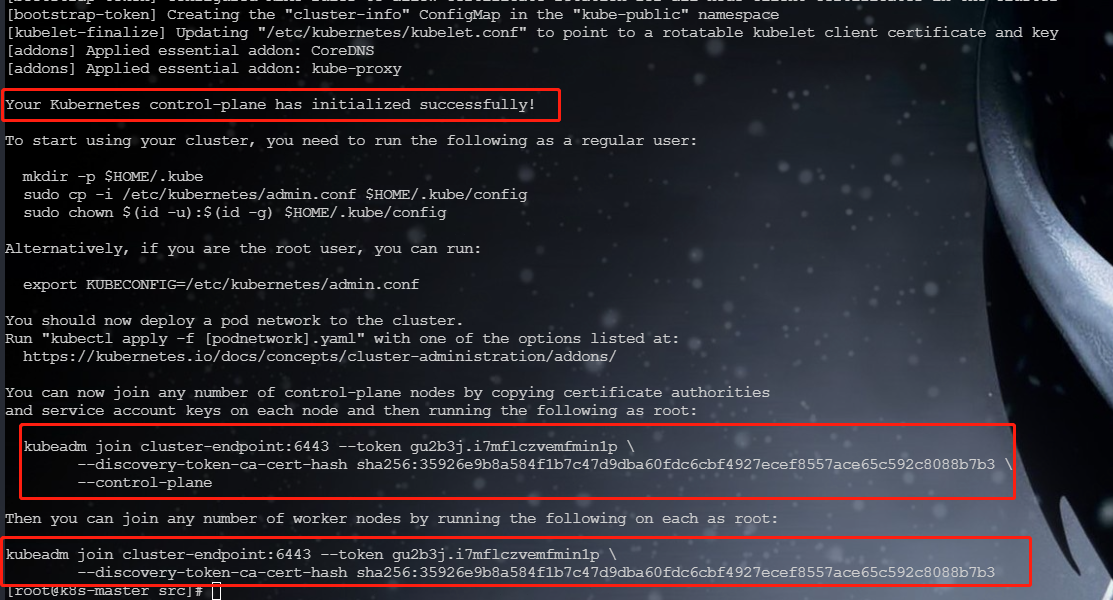 [bootstrap-token] Creating the "cluster-info" ConfigMap in the "kube-public" namespace
[kubelet-finalize] Updating "/etc/kubernetes/kubelet.conf" to point to a rotatable kubelet client certificate and key
[addons] Applied essential addon: CoreDNS
[addons] Applied essential addon: kube-proxy
Your Kubernetes control-plane has initialized successfully!
To start using your cluster, you need to run the following as a regular user:
mkdir -p $HOME/.kube
sudo cp -i /etc/kubernetes/admin.conf $HOME/.kube/config
sudo chown $(id -u):$(id -g) $HOME/.kube/config
Alternatively, if you are the root user, you can run:
export KUBECONFIG=/etc/kubernetes/admin.conf
You should now deploy a pod network to the cluster.
Run "kubectl apply -f [podnetwork].yaml" with one of the options listed at:
https://kubernetes.io/docs/concepts/cluster-administration/addons/
You can now join any number of control-plane nodes by copying certificate authorities
and service account keys on each node and then running the following as root:
kubeadm join cluster-endpoint:6443 --token gu2b3j.i7mflczvemfmin1p \
--discovery-token-ca-cert-hash sha256:35926e9b8a584f1b7c47d9dba60fdc6cbf4927ecef8557ace65c592c8088b7b3 \
--control-plane
Then you can join any number of worker nodes by running the following on each as root:
kubeadm join cluster-endpoint:6443 --token gu2b3j.i7mflczvemfmin1p \
--discovery-token-ca-cert-hash sha256:35926e9b8a584f1b7c47d9dba60fdc6cbf4927ecef8557ace65c592c8088b7b3
[root@k8s-master src]#